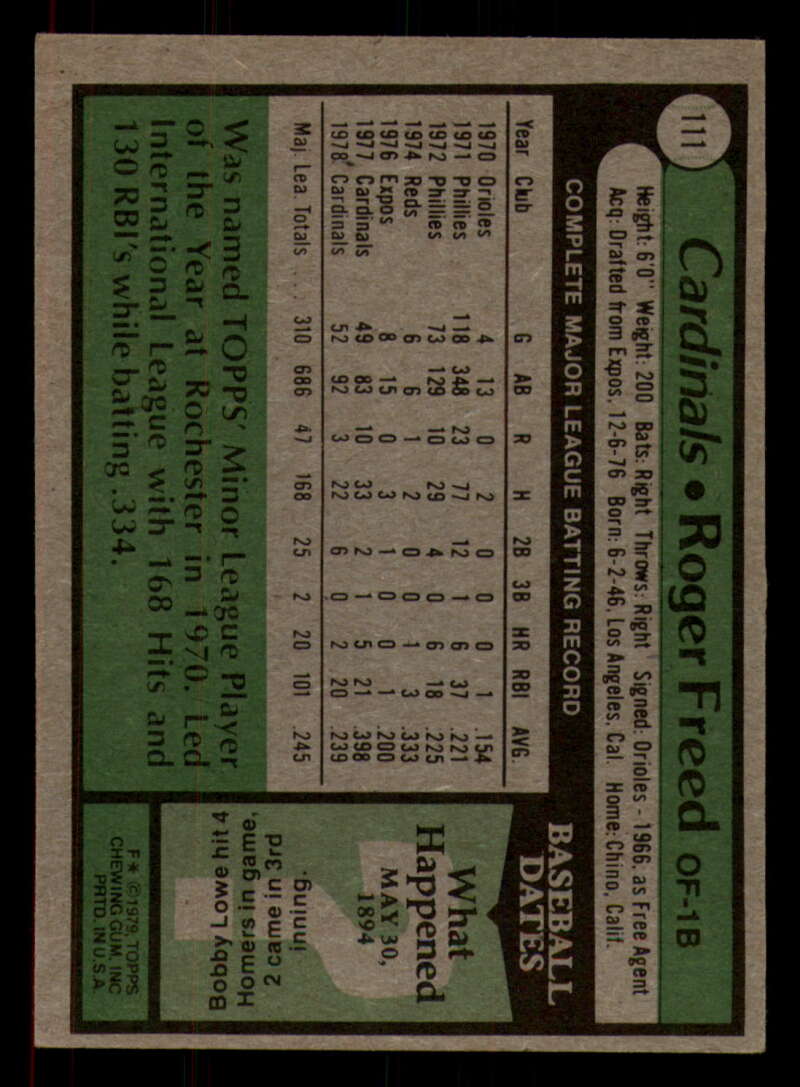 111
Cardinals • Roger Freed OF-1B
Height: 6'0" Weight: 200 Bats: Right Throws: Right Signed: Orioles - 1966, as Free Agent
Acq: Drafted from Expos, 12-6-76 Born: 6-2-46, Los Angeles, Cal. Home: Chino, Calif.
COMPLETE MAJOR LEAGUE BATTING RECORD
Year Club G AB R H 2B 3B HR RBI AVG.
1970 Orioles 4 13 0 2 0 0 0 1 .154
1971 Phillies 118 348 23 77 12 1 6 37 .221
1972 Phillies 73 129 10 29 4 0 6 18 .225
1974 Reds 6 6 1 2 0 0 1 3 .333
1976 Expos 8 15 0 3 1 0 0 1 .200
1977 Cardinals 49 83 10 33 2 1 5 21 .398
1978 Cardinals 52 92 3 22 6 0 2 20 .239
Maj. Lea. Totals . . . 310 686 47 168 25 2 20 101 .245
Was named TOPPS' Minor League Player
of the Year at Rochester in 1970. Led
International League with 168 Hits and
130 RBI's while batting .334.
BASEBALL
DATES
What
Happened
MAY 30,
1894
Bobby Lowe hit 4
Homers in game,
2 came in 3rd
inning.
F✶ ©1979, TOPPS
CHEWING GUM, INC
PRTD. IN U.S.A